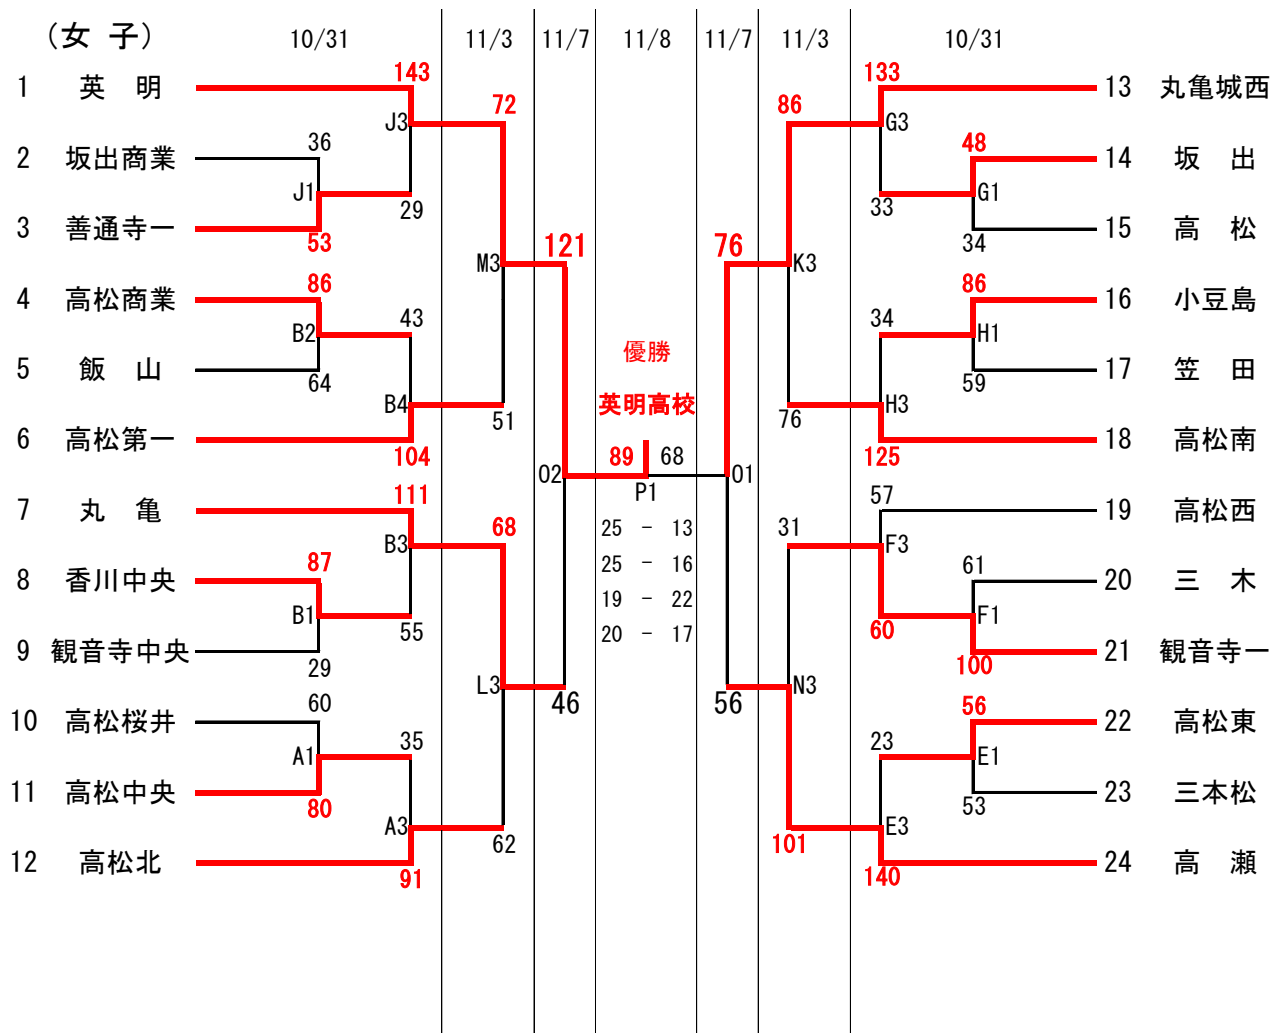 (女 子)
10/31 11/3 11/7 11/8 11/7 11/3 10/31
143 133
1 英 明 72 86 13 丸亀城西
J3 G3
36 48
2 坂出商業 14 坂 出
J1 G1
29 33
3 善通寺一 15 高 松
53 34
121 76
M3 K3
86 86
4 高松商業 16 小豆島
43 34
B2 H1
優勝
5 飯 山 17 笠 田
64 59
B4 英明高校 H3
51 76
6 高松第一 18 高松南
104 125
89 68
O2 O1
P1
111 57
7 丸 亀 19 高松西
68 25 - 13 31
B3 F3
87 25 - 16 61
8 香川中央 20 三 木
19 - 22
B1 F1
55 20 - 17 60
9 観音寺中央 21 観音寺一
29 100
L3 N3
46 56
60 56
10 高松桜井 22 高松東
35 23
A1 E1
11 高松中央 23 三本松
80 53
A3 E3
62 101
12 高松北 24 高 瀬
91 140